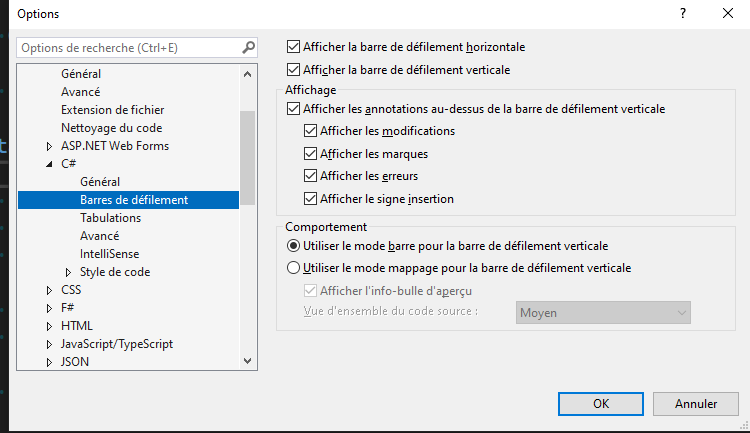 Options
?
Options de recherche (Ctrl+E)
Général
Avancé
Extension de fichier
Nettoyage du code
ASP.NET Web Forms
C#
Général
Barres de défilement
Tabulations
Avancé
IntelliSense
Style de code
CSS
F#
HTML
JavaScript/TypeScript
JSON
Afficher la barre de défilement horizontale
Afficher la barre de défilement verticale
Affichage
Afficher les annotations au-dessus de la barre de défilement verticale
Afficher les modifications
Afficher les marques
Afficher les erreurs
Afficher le signe insertion
Comportement
Utiliser le mode barre pour la barre de défilement verticale
Utiliser le mode mappage pour la barre de défilement verticale
Afficher l'info-bulle d'aperçu
Vue d'ensemble du code source :
Moyen
OK
Annuler